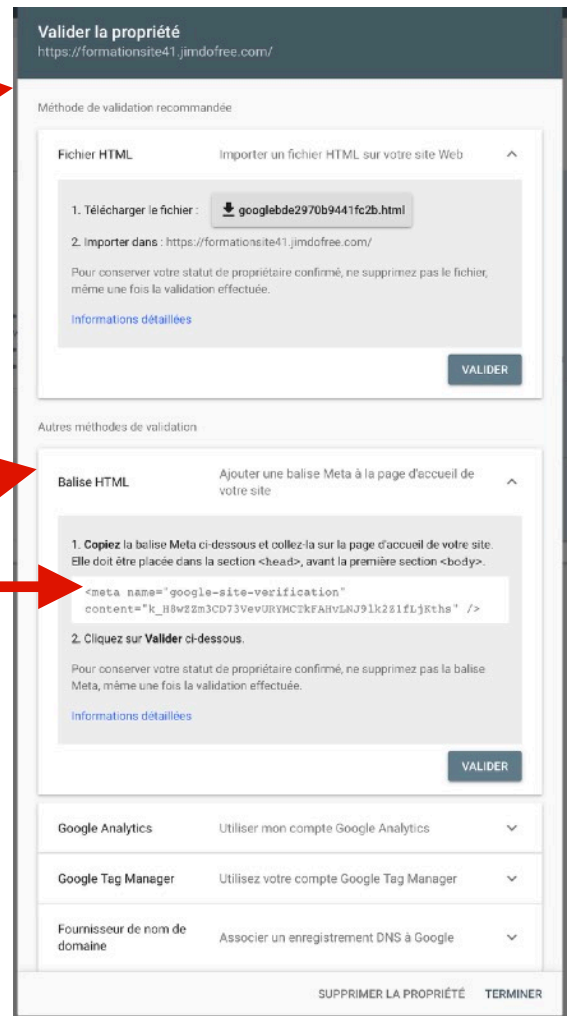 Valider la propriété
https://formationsite41.jimdofree.com/
Méthode de validation recommandée
Fichier HTML Importer un fichier HTML sur votre site Web
1. Télécharger le fichier : googlebde2970b9441fc2b.html
2. Importer dans : https://formationsite41.jimdofree.com/
Pour conserver votre statut de propriétaire confirmé, ne supprimez pas le fichier,
même une fois la validation effectuée.
Informations détaillées
VALIDER
Autres méthodes de validation
Balise HTML Ajouter une balise Meta à la page d'accueil de
votre site
1. Copiez la balise Meta ci-dessous et collez-la sur la page d'accueil de votre site.
Elle doit être placée dans la section <head>, avant la première section <body>.
<meta name="google-site-verification"
content="k_H8wZZm3CD73VevURYMCTkFAHvLNJ9lk2Z1fLjKths" />
2. Cliquez sur Valider ci-dessous.
Pour conserver votre statut de propriétaire confirmé, ne supprimez pas la balise
Meta, même une fois la validation effectuée.
Informations détaillées
VALIDER
Google Analytics Utiliser mon compte Google Analytics
Google Tag Manager Utilisez votre compte Google Tag Manager
Fournisseur de nom de
domaine Associer un enregistrement DNS à Google
SUPPRIMER LA PROPRIÉTÉ TERMINER